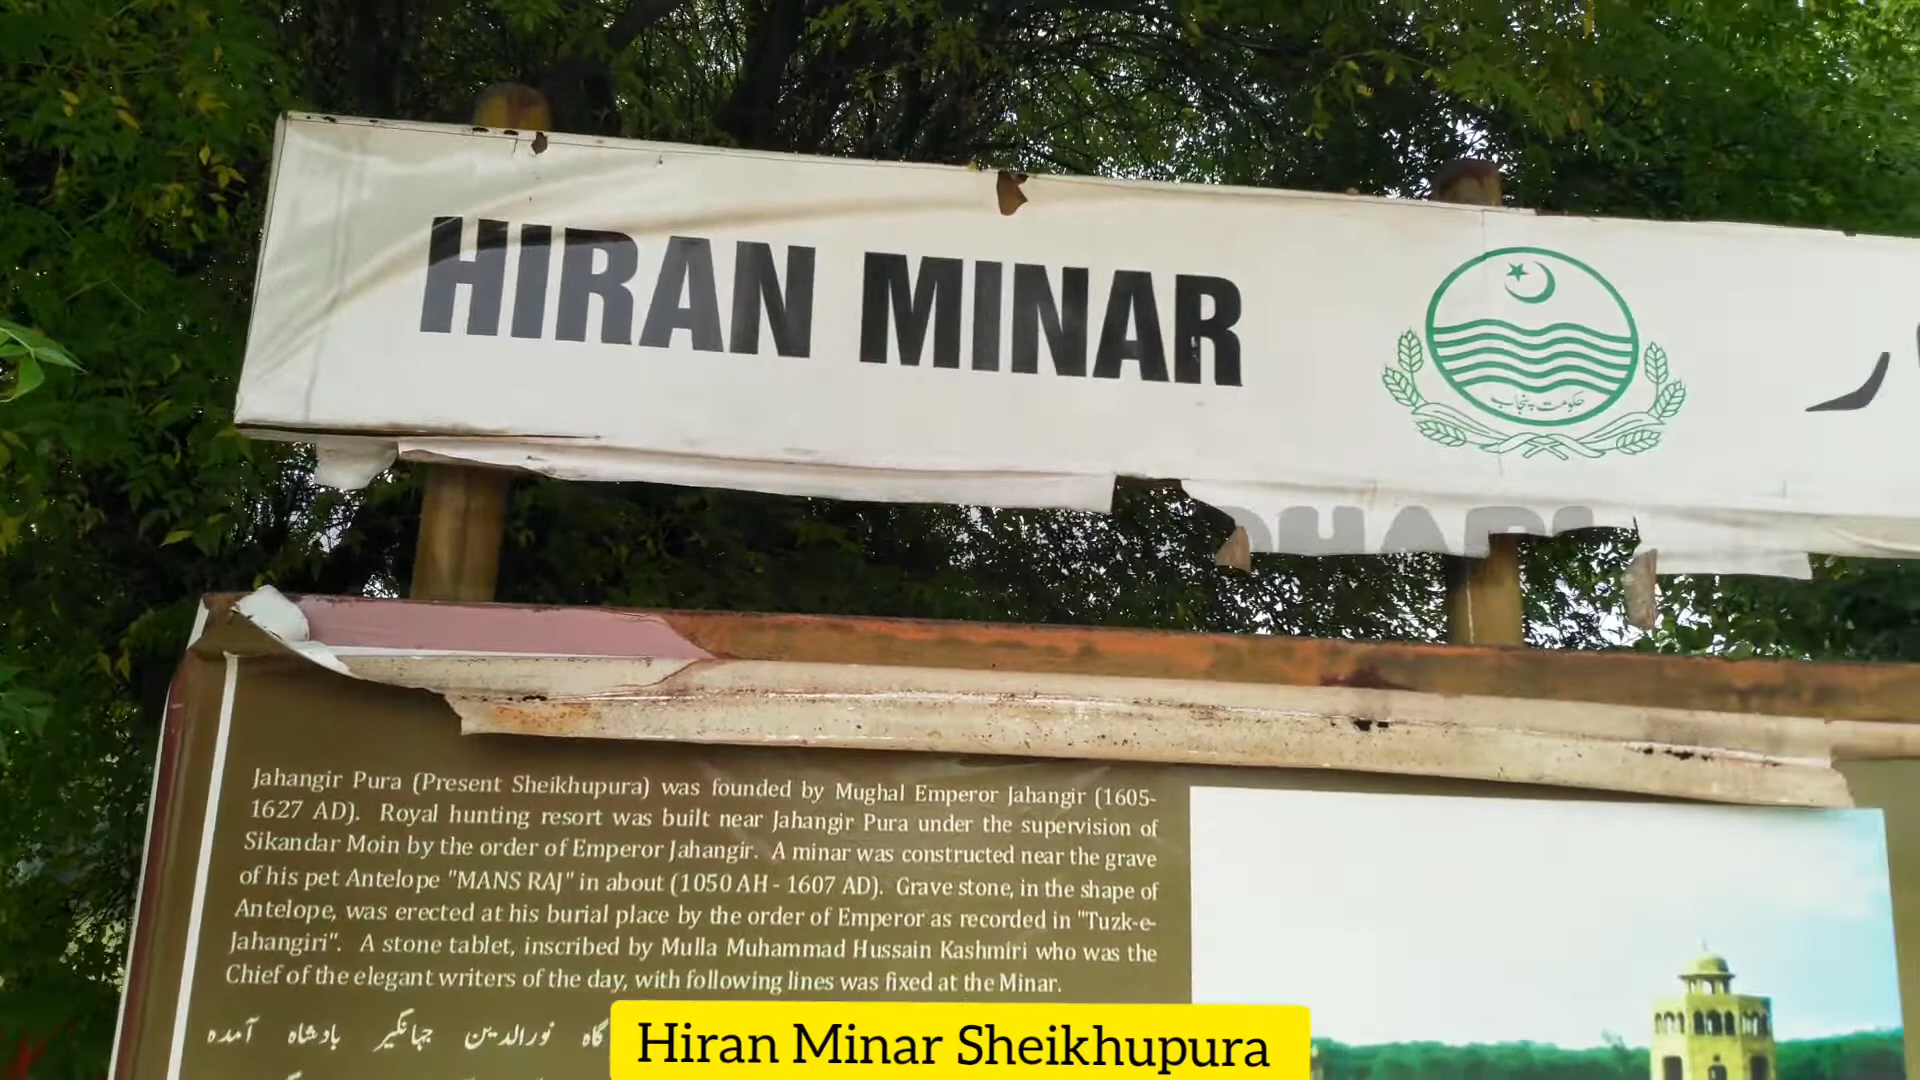 HIRAN MINAR
حکومت پنجاب
Jahangir Pura (Present Sheikhupura) was founded by Mughal Emperor Jahangir (1605-
1627 AD). Royal hunting resort was built near Jahangir Pura under the supervision of
Sikandar Moin by the order of Emperor Jahangir. A minar was constructed near the grave
of his pet Antelope "MANS RAJ" in about (1050 AH - 1607 AD). Grave stone, in the shape of
Antelope, was erected at his burial place by the order of Emperor as recorded in "Tuzk-e-
Jahangiri". A stone tablet, inscribed by Mulla Muhammad Hussain Kashmiri who was the
Chief of the elegant writers of the day, with following lines was fixed at the Minar.
گاہ نورالدین جہانگیر بادشاہ آمدہ
Hiran Minar Sheikhupura